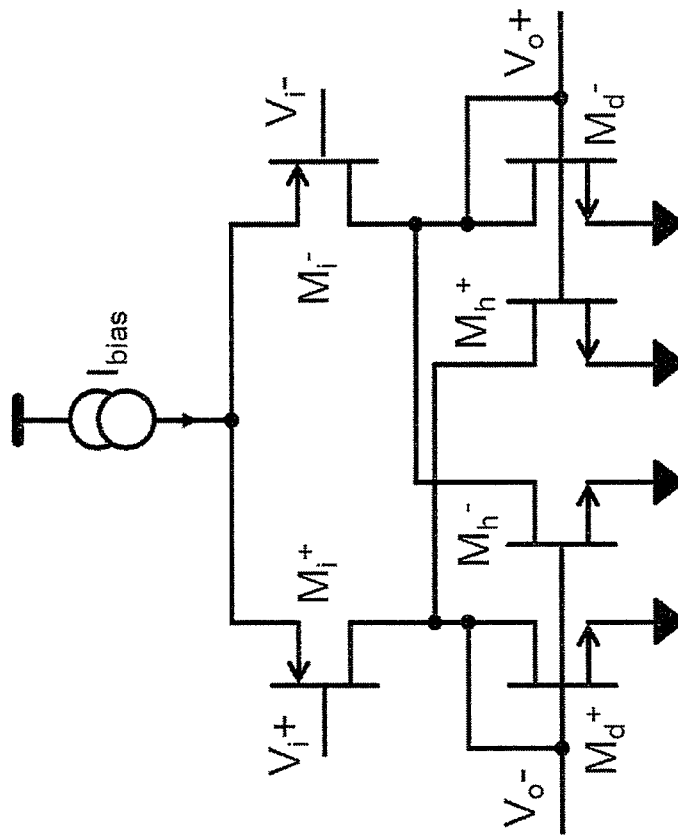 I_bias
V_i+
M_i^+
M_i^-
V_i-
M_h^-
M_h^+
V_o-
M_d^+
M_d^-
V_o+